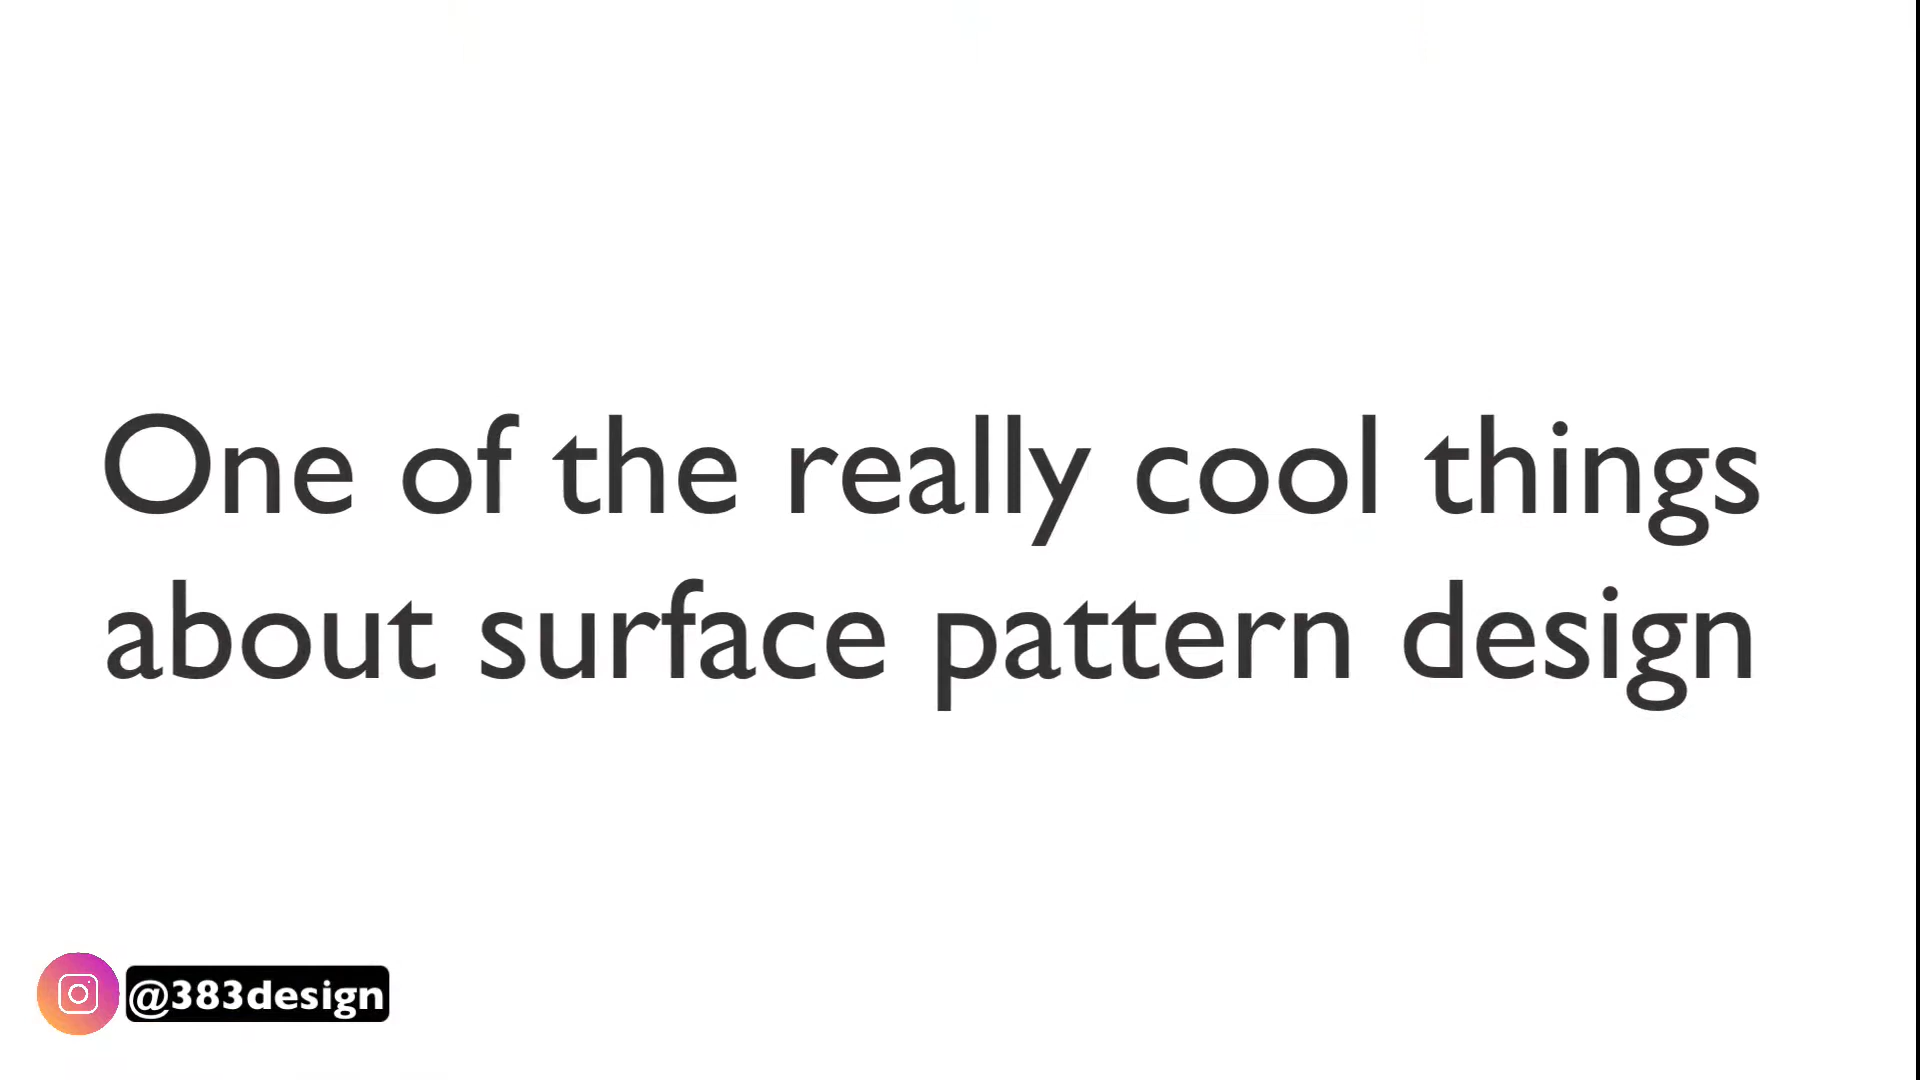 One of the really cool things
about surface pattern design
@383design